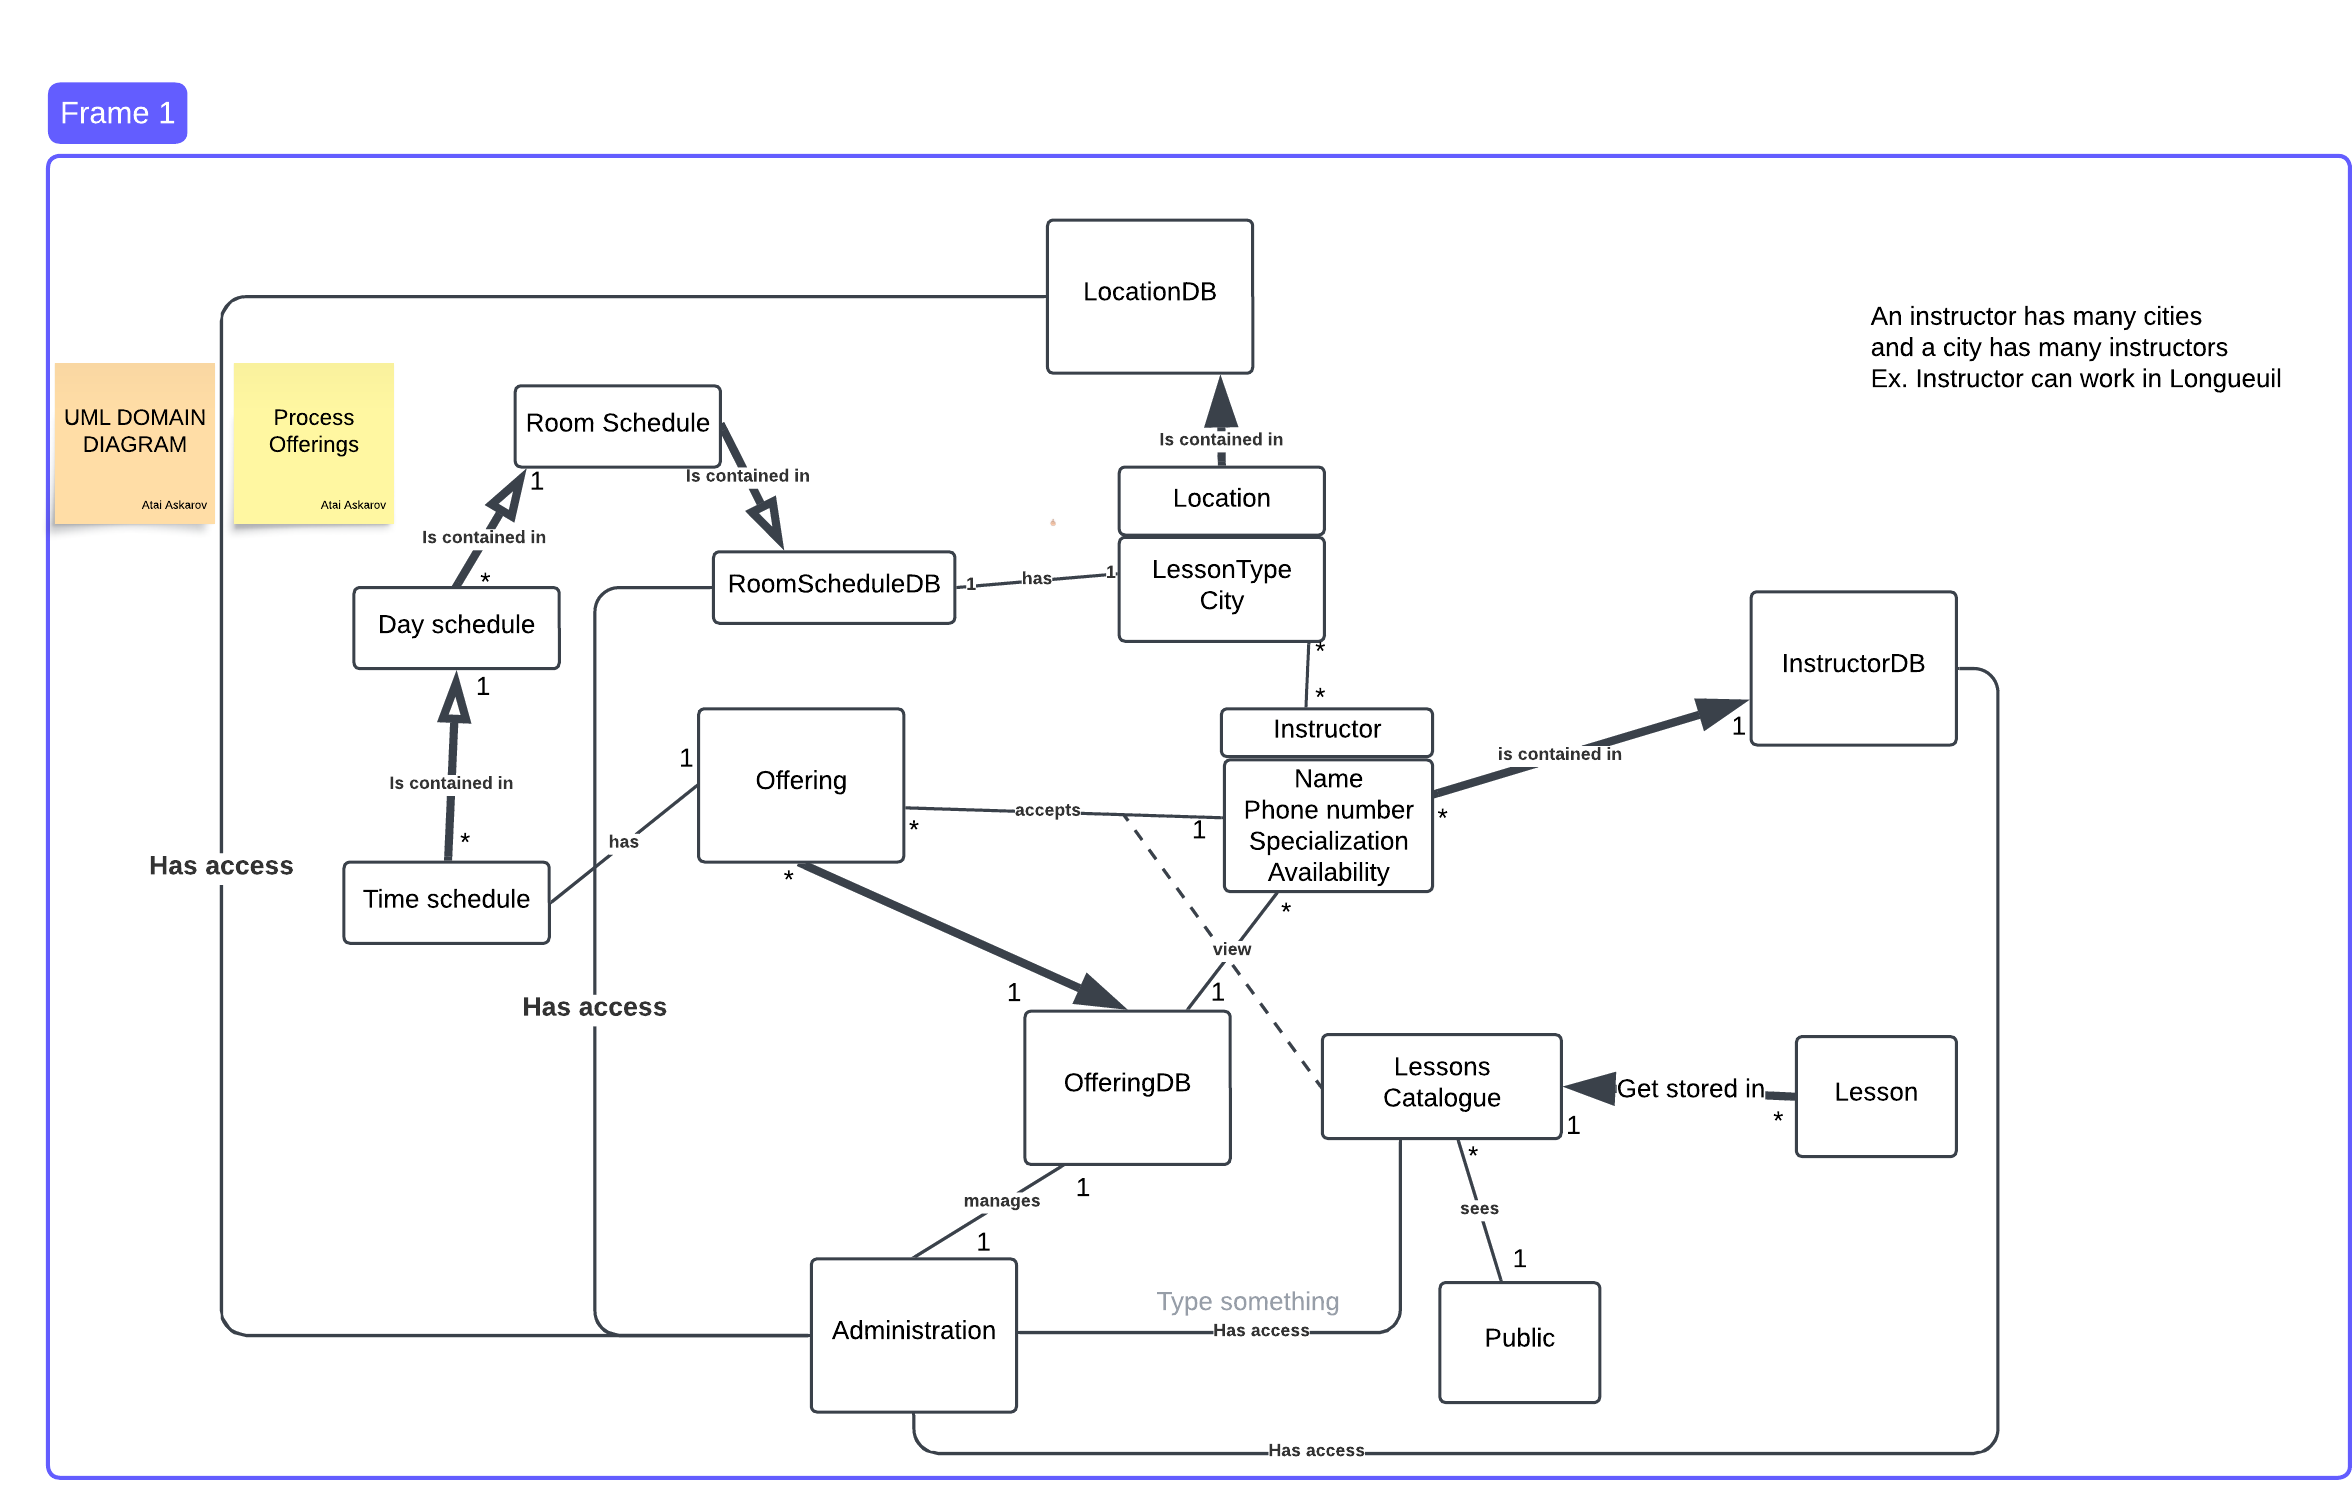 Frame 1
LocationDB
An instructor has many cities
and a city has many instructors
Ex. Instructor can work in Longueuil
UML DOMAIN
DIAGRAM
Atai Askarov
Process
Offerings
Atai Askarov
Room Schedule
Is contained in
Is contained in
1
Location
Is contained in
*
LessonType
City
RoomScheduleDB
1
has
1
Day schedule
1
*
*
InstructorDB
Instructor
1
Offering
is contained in
1
Name
Phone number
Specialization
Availability
Is contained in
accepts
*
1
*
*
has
Time schedule
Has access
*
*
view
1
1
Has access
OfferingDB
Lessons
Catalogue
Get stored in
Lesson
*
1
*
manages
1
sees
1
1
Type something
Administration
Has access
Public
Has access